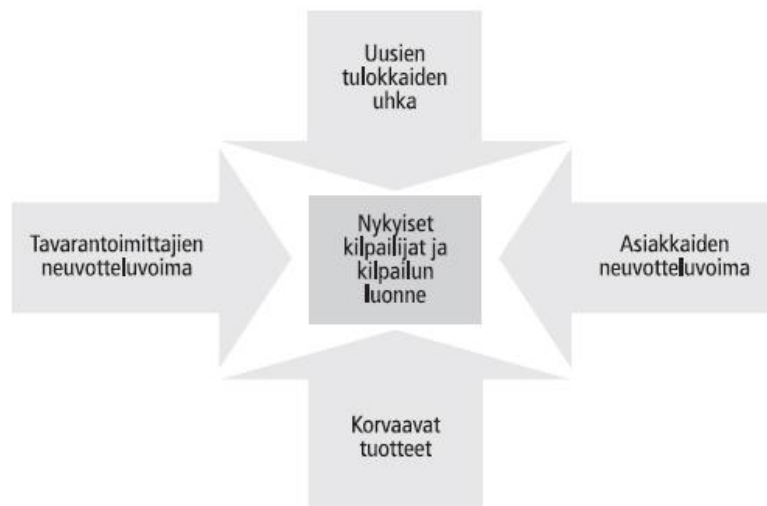 Uusien
tulokkaiden
uhka
Tavarantoimittajien
neuvotteluvoima
Nykyiset
kilpailijat ja
kilpailun
luonne
Asiakkaiden
neuvotteluvoima
Korvaavat
tuotteet